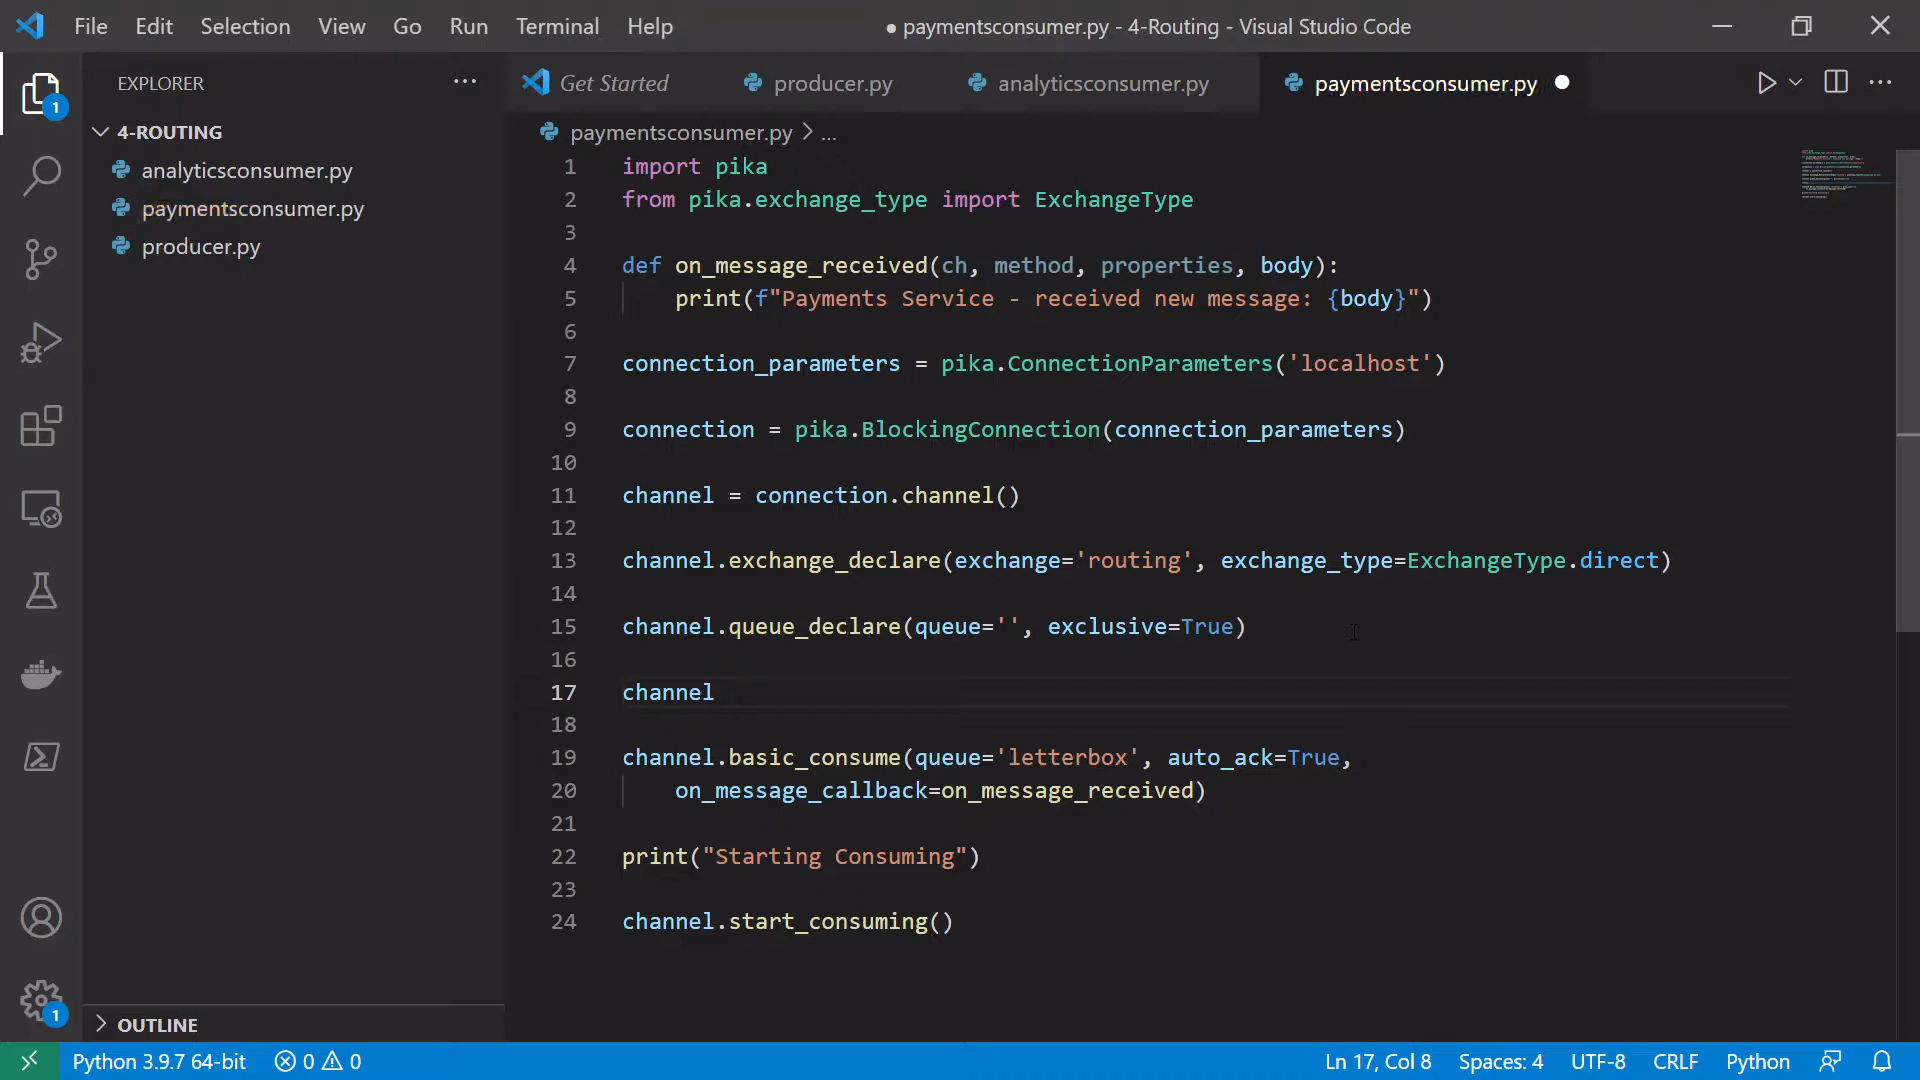 File Edit Selection View Go Run Terminal Help
● paymentsconsumer.py - 4-Routing - Visual Studio Code
EXPLORER
Get Started
producer.py
analyticsconsumer.py
paymentsconsumer.py
4-ROUTING
analyticsconsumer.py
paymentsconsumer.py
producer.py
paymentsconsumer.py > ...
1 import pika
2 from pika.exchange_type import ExchangeType
3
4 def on_message_received(ch, method, properties, body):
5 print(f"Payments Service - received new message: {body}")
6
7 connection_parameters = pika.ConnectionParameters('localhost')
8
9 connection = pika.BlockingConnection(connection_parameters)
10
11 channel = connection.channel()
12
13 channel.exchange_declare(exchange='routing', exchange_type=ExchangeType.direct)
14
15 channel.queue_declare(queue='', exclusive=True)
16
17 channel
18
19 channel.basic_consume(queue='letterbox', auto_ack=True,
20 on_message_callback=on_message_received)
21
22 print("Starting Consuming")
23
24 channel.start_consuming()
1
1
OUTLINE
Python 3.9.7 64-bit 0 0 Ln 17, Col 8 Spaces: 4 UTF-8 CRLF Python